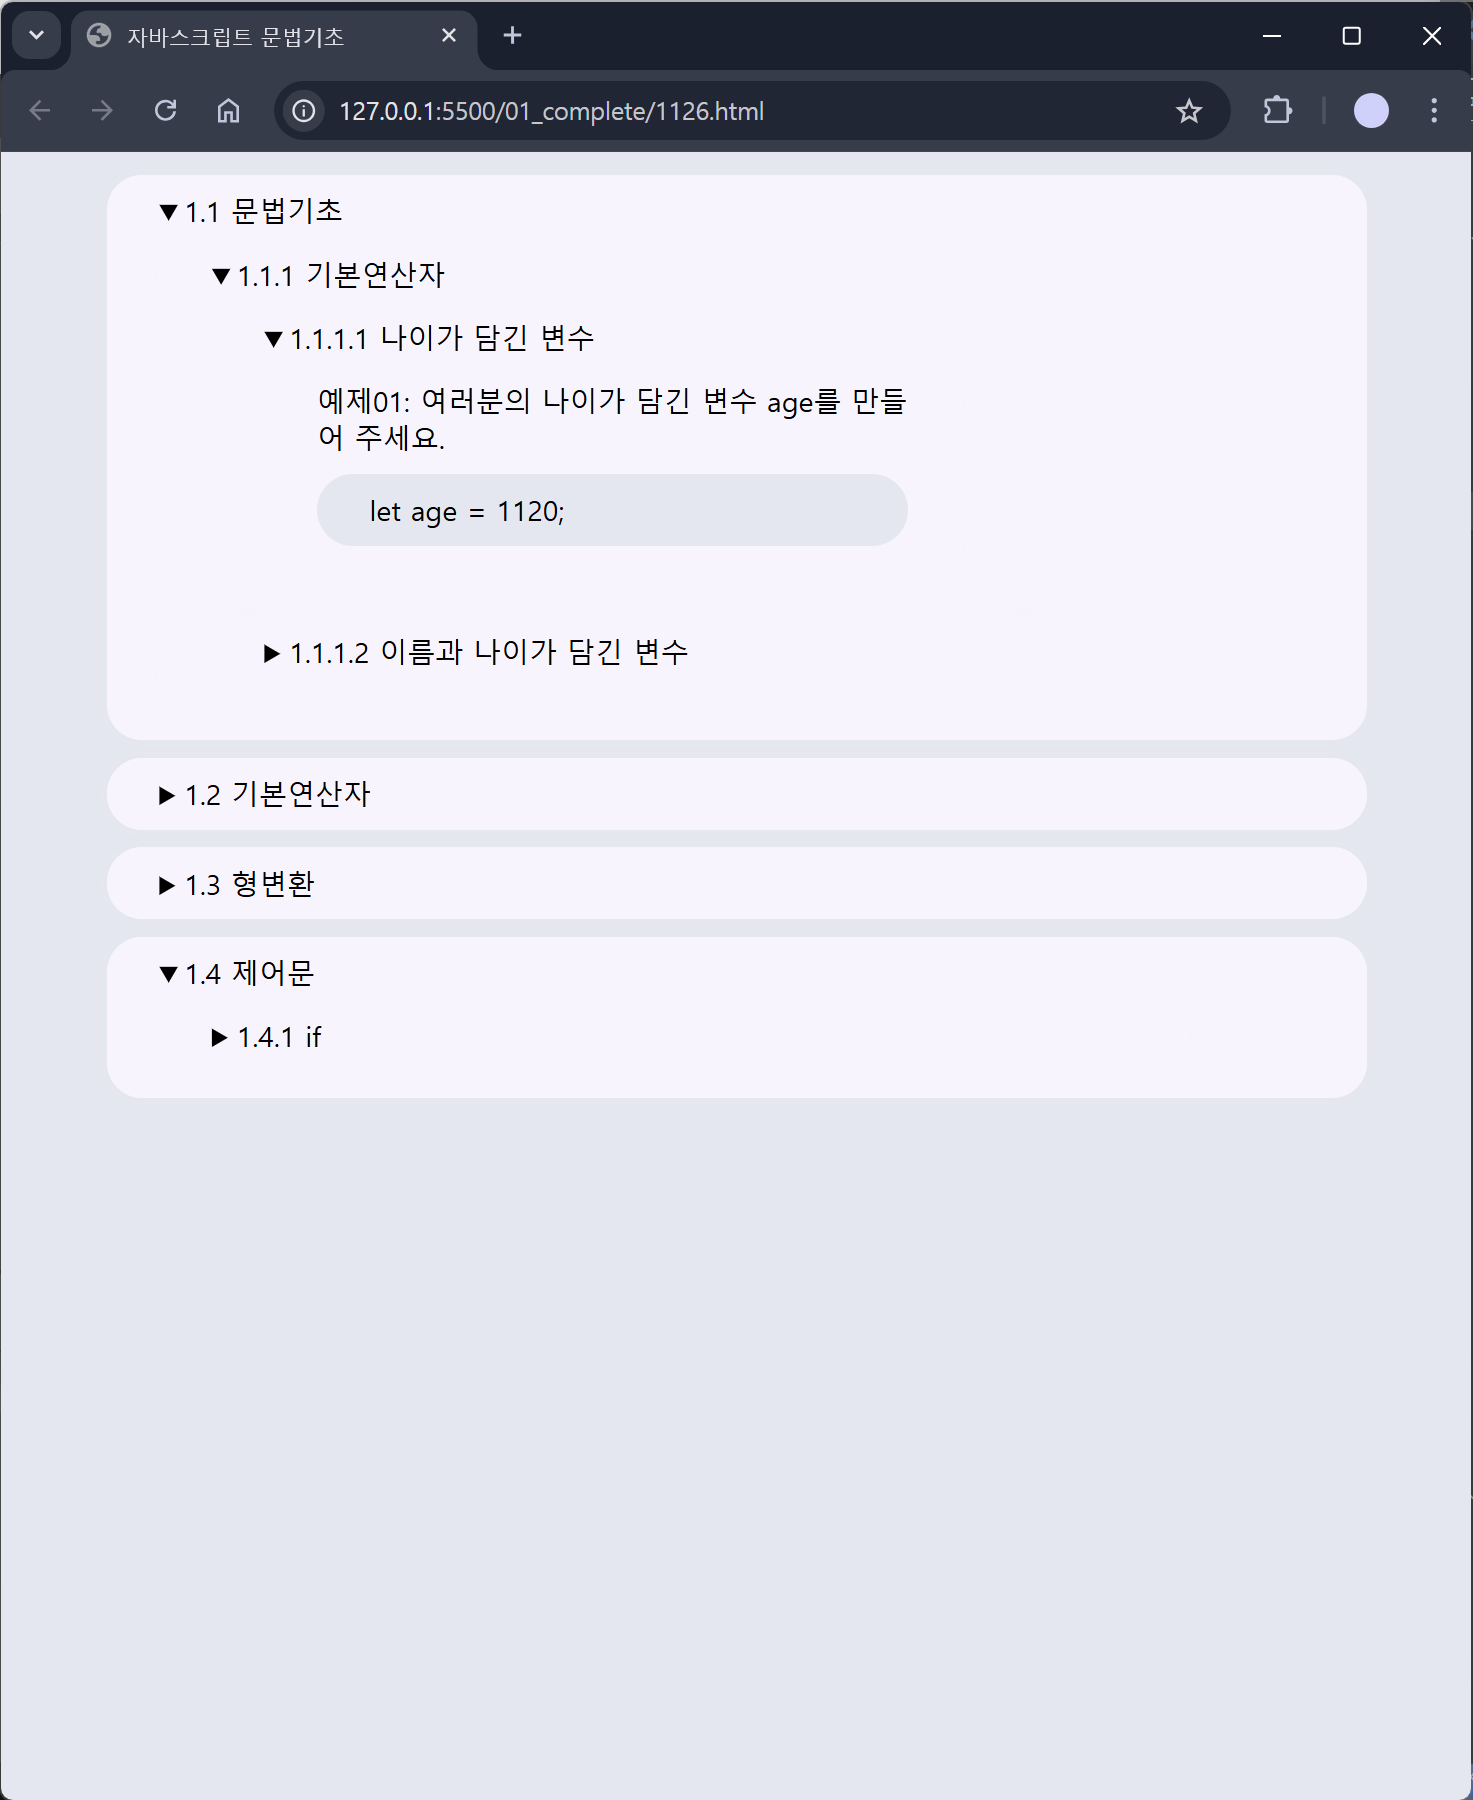 자바스크립트 문법기초
127.0.0.1:5500/01_complete/1126.html
1.1 문법기초
1.1.1 기본연산자
1.1.1.1 나이가 담긴 변수
예제01: 여러분의 나이가 담긴 변수 age를 만들
어 주세요.
let age = 1120;
1.1.1.2 이름과 나이가 담긴 변수
1.2 기본연산자
1.3 형변환
1.4 제어문
1.4.1 if